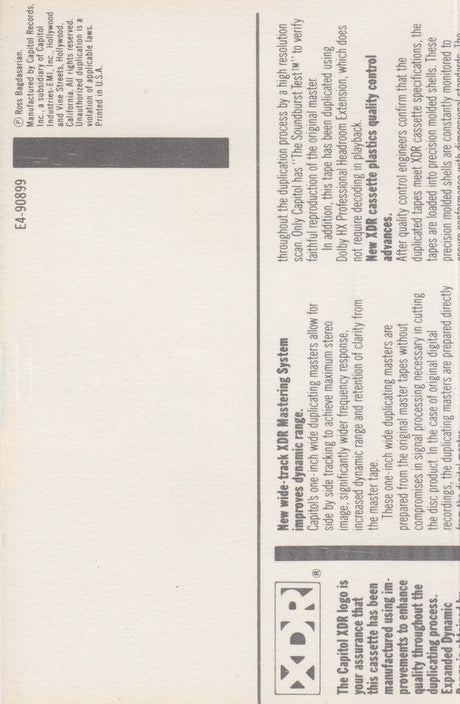 E4-90899
℗ Ross Bagdasarian.
Manufactured by Capitol Records,
Inc., a subsidiary of Capitol
Industries-EMI, Inc. Hollywood
and Vine Streets, Hollywood,
California. All rights reserved.
Unauthorized duplication is a
violation of applicable laws.
Printed in U.S.A.
XDR®
The Capitol XDR logo is
your assurance that
this cassette has been
manufactured using im-
provements to enhance
quality throughout the
duplicating process.
Expanded Dynamic
New wide-track XDR Mastering System
improves dynamic range.
Capitol's one-inch wide duplicating masters allow for
side by side tracking to achieve maximum stereo
image, significantly wider frequency response,
increased dynamic range and retention of clarity from
the master tape.
These one-inch wide duplicating masters are
prepared from the original master tapes without
compromises in signal processing necessary in cutting
the disc product. In the case of original digital
recordings, the duplicating masters are prepared directly
throughout the duplication process by a high resolution
scan. Only Capitol has "The Soundburst Test™" to verify
faithful reproduction of the original master.
In addition, this tape has been duplicated using
Dolby HX Professional Headroom Extension, which does
not require decoding in playback.
New XDR cassette plastics quality control
advances.
After quality control engineers confirm that the
duplicated tapes meet XDR cassette specifications, the
tapes are loaded into precision molded shells. These
precision molded shells are constantly monitored to